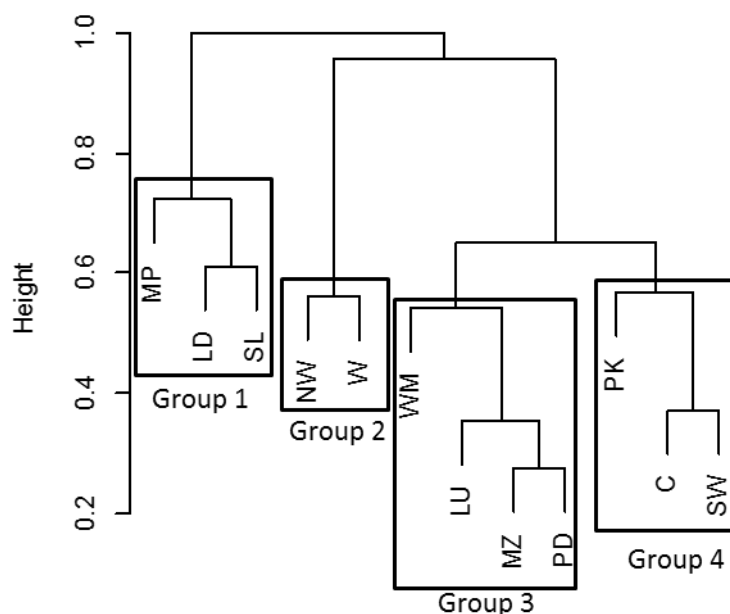 Height
1.0
0.8
0.6
0.4
0.2
MP
LD
SL
Group 1
NW
W
Group 2
WM
LU
MZ
PD
Group 3
PK
C
SW
Group 4